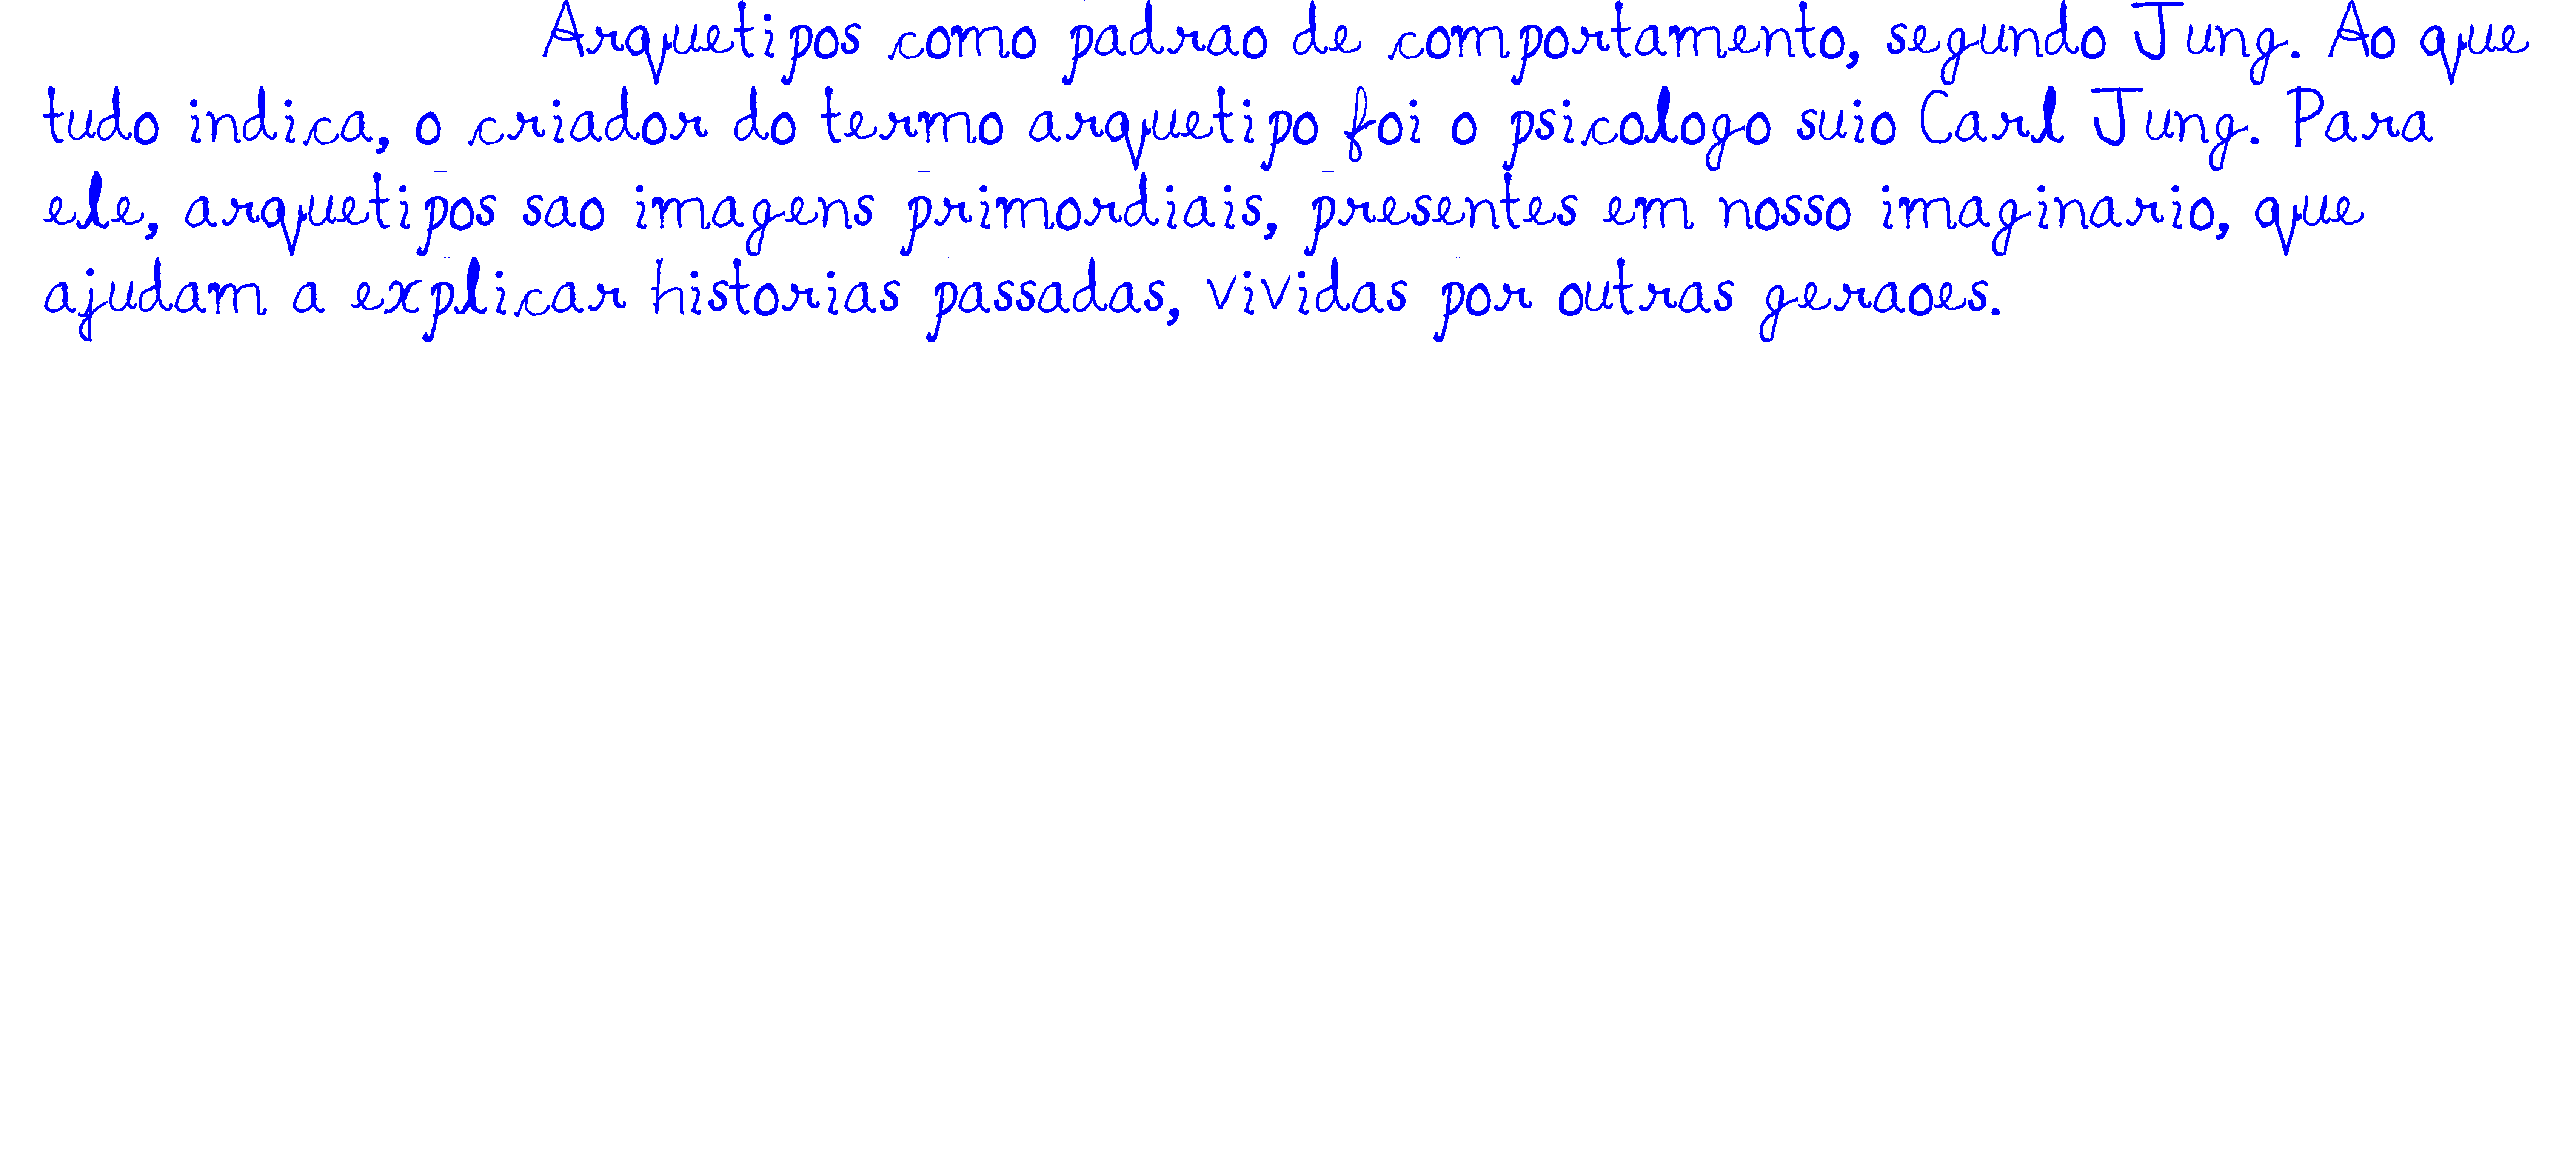 Arquetipos como padrao de comportamento, segundo Jung. Ao que
tudo indica, o criador do termo arquetipo foi o psicologo suio Carl Jung. Para
ele, arquetipos sao imagens primordiais, presentes em nosso imaginario, que
ajudam a explicar historias passadas, vividas por outras geraoes.